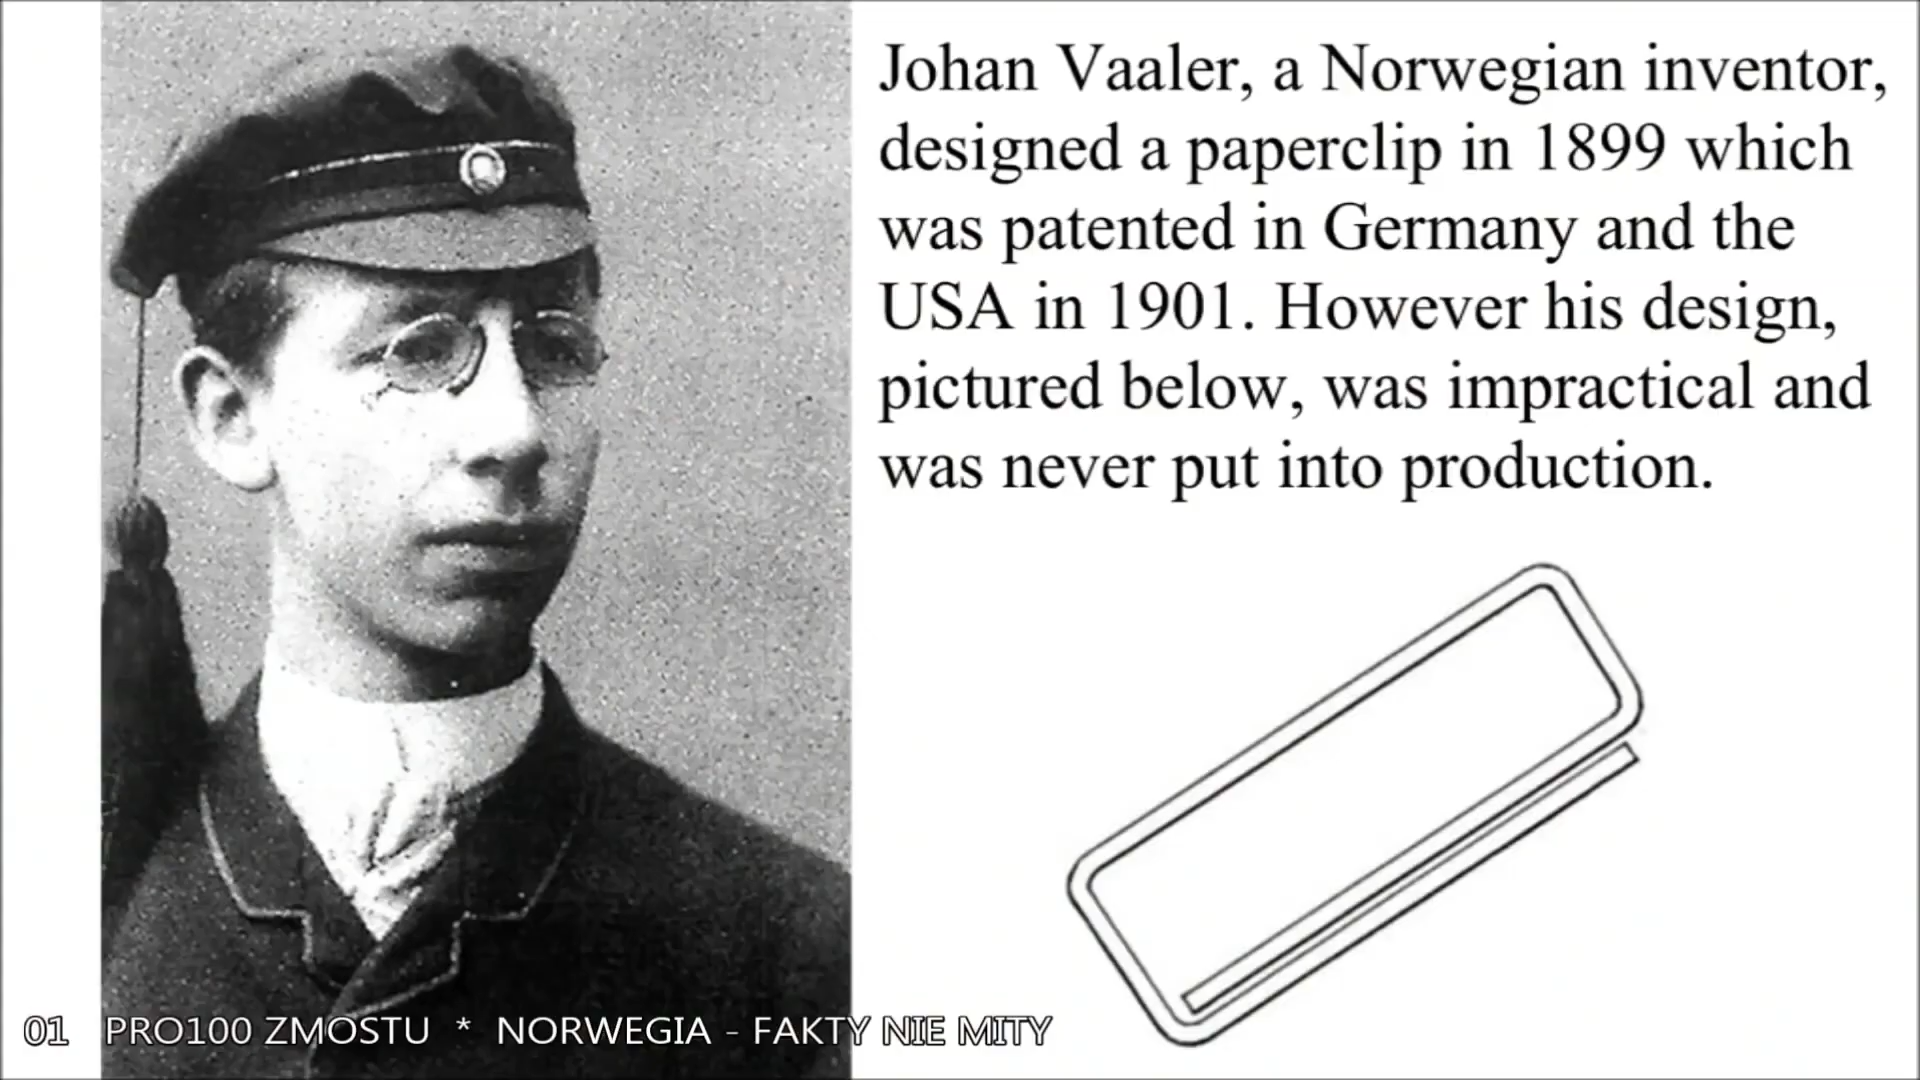 Johan Vaaler, a Norwegian inventor,
designed a paperclip in 1899 which
was patented in Germany and the
USA in 1901. However his design,
pictured below, was impractical and
was never put into production.
01 PRO100 ZMOSTU * NORWEGIA - FAKTY NIE MITY